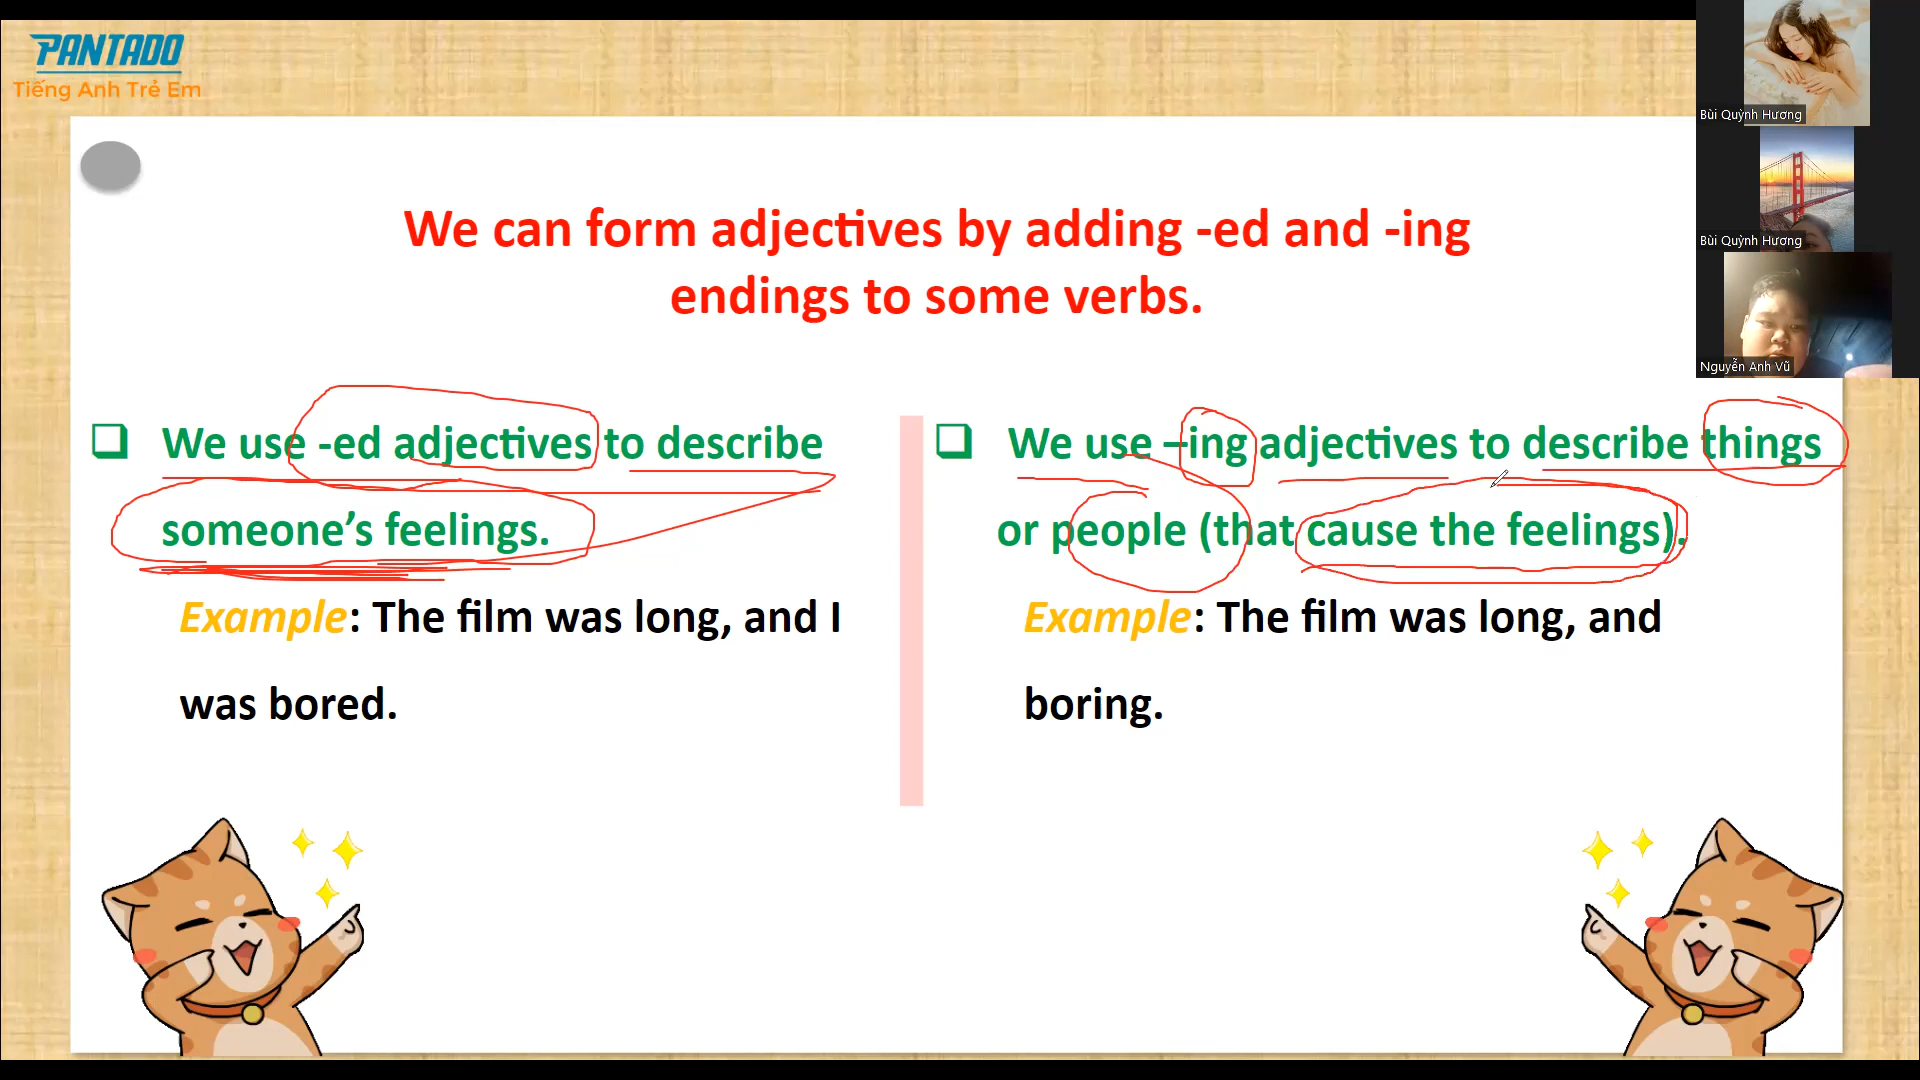 PANTADO
Tiếng Anh Trẻ Em
We can form adjectives by adding -ed and -ing
endings to some verbs.
We use -ed adjectives to describe
someone’s feelings.
Example: The film was long, and I
was bored.
We use –ing adjectives to describe things
or people (that cause the feelings).
Example: The film was long, and
boring.
Bùi Quỳnh Hương
Bùi Quỳnh Hương
Nguyễn Anh Vũ